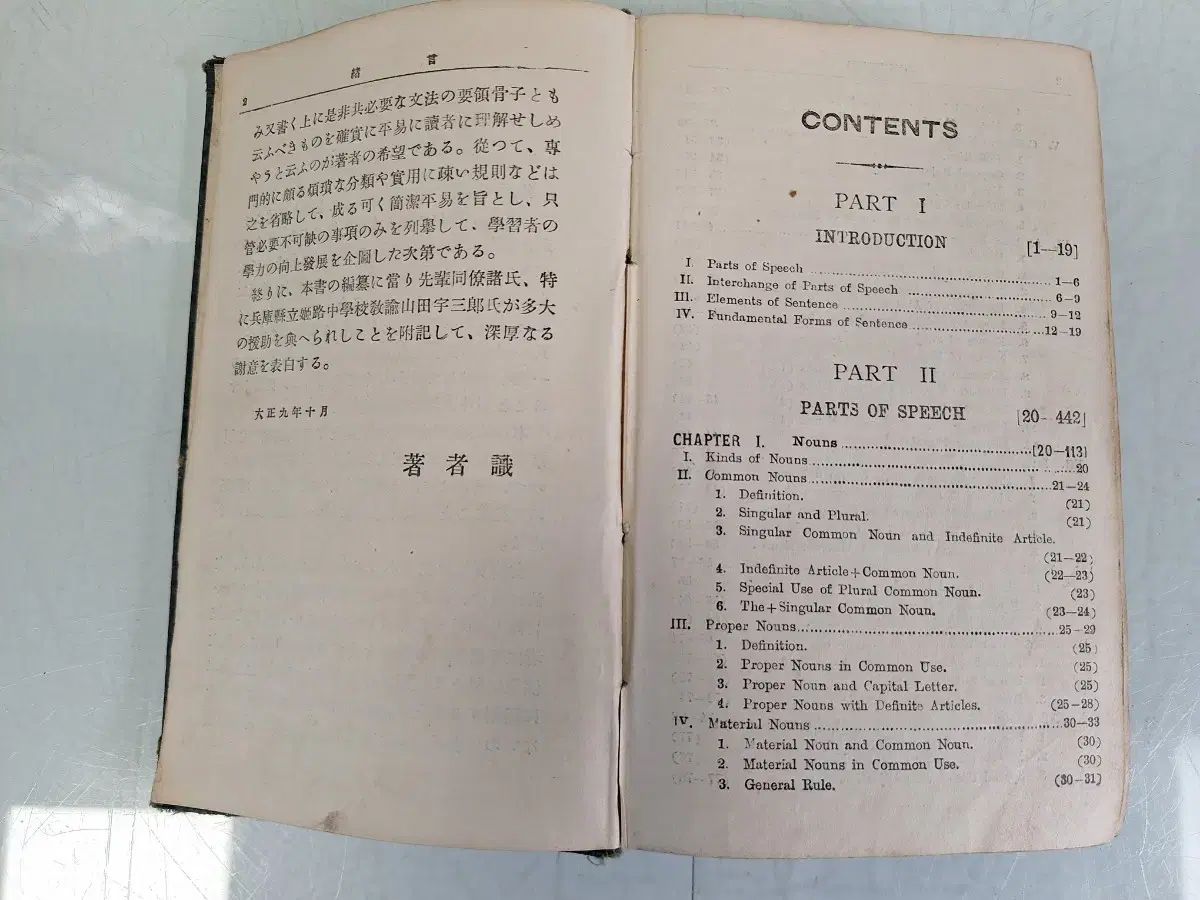 2 緒言
み又書く上に是非共必要な文法の要領骨子とも
云ふべきものを確實に平易に讀者に理解せしめ
やうと云ふのが著者の希望である。從つて、專
門的に頗る煩瑣な分類や實用に疎い規則などは
之を省略して、成る可く簡潔平易を旨とし、只
管必要不可缺の事項のみを列擧して、學習者の
學力の向上發展を企圖した次第である。
終りに、本書の編纂に當り先輩同僚諸氏、特
に兵庫縣立姬路中學校敎諭山田宇三郞氏が多大
の援助を與へられしことを附記して、深厚なる
謝意を表白する。
大正九年十月
著者識
CONTENTS
PART I
INTRODUCTION [1—19]
I. Parts of Speech 1—6
II. Interchange of Parts of Speech 6—9
III. Elements of Sentence 9—12
IV. Fundamental Forms of Sentence 12—19
PART II
PARTS OF SPEECH [20—442]
CHAPTER I. Nouns [20—113]
I. Kinds of Nouns 20
II. Common Nouns 21—24
1. Definition. (21)
2. Singular and Plural. (21)
3. Singular Common Noun and Indefinite Article.
(21—22)
4. Indefinite Article+Common Noun. (22—23)
5. Special Use of Plural Common Noun. (23)
6. The+Singular Common Noun. (23—24)
III. Proper Nouns 25—29
1. Definition. (25)
2. Proper Nouns in Common Use. (25)
3. Proper Noun and Capital Letter. (25)
4. Proper Nouns with Definite Articles. (25—28)
IV. Material Nouns 30—33
1. Material Noun and Common Noun. (30)
2. Material Nouns in Common Use. (30)
3. General Rule. (30—31)